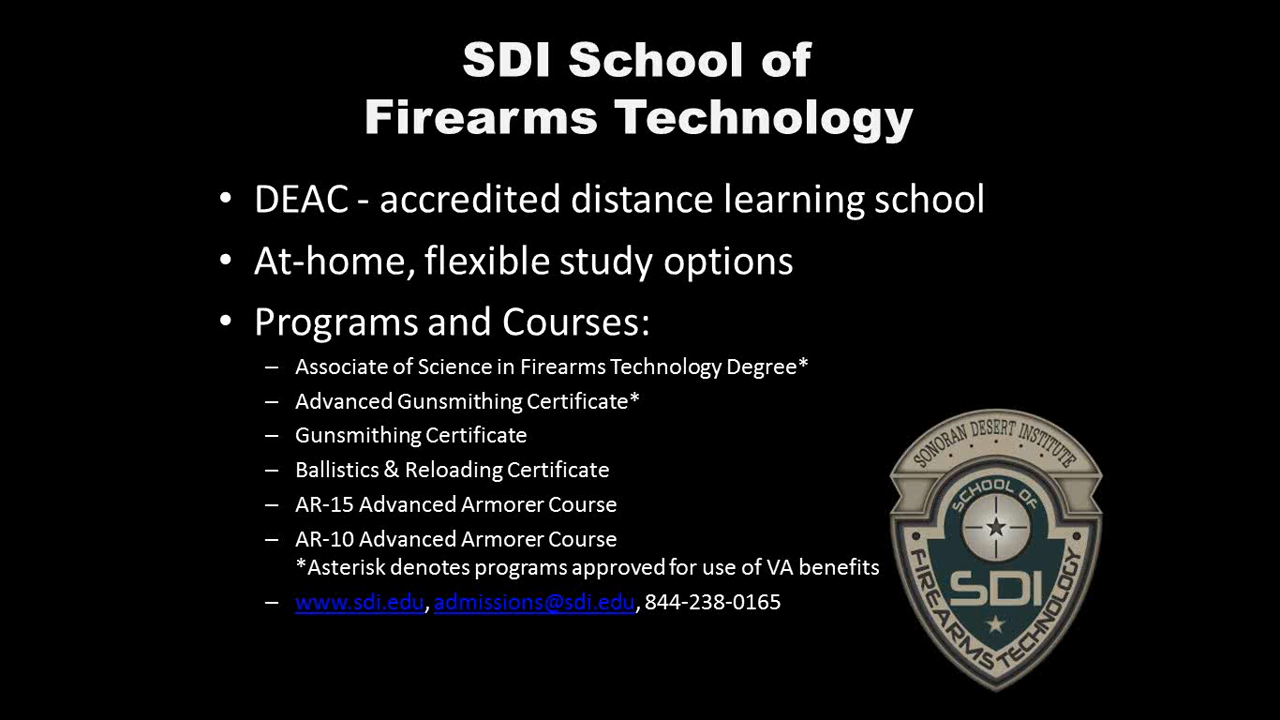 SDI School of
Firearms Technology
• DEAC - accredited distance learning school
• At-home, flexible study options
• Programs and Courses:
– Associate of Science in Firearms Technology Degree*
– Advanced Gunsmithing Certificate*
– Gunsmithing Certificate
– Ballistics & Reloading Certificate
– AR-15 Advanced Armorer Course
– AR-10 Advanced Armorer Course
*Asterisk denotes programs approved for use of VA benefits
– www.sdi.edu, admissions@sdi.edu, 844-238-0165
SONORAN DESERT INSTITUTE
SCHOOL OF
SDI
FIREARMS TECHNOLOGY